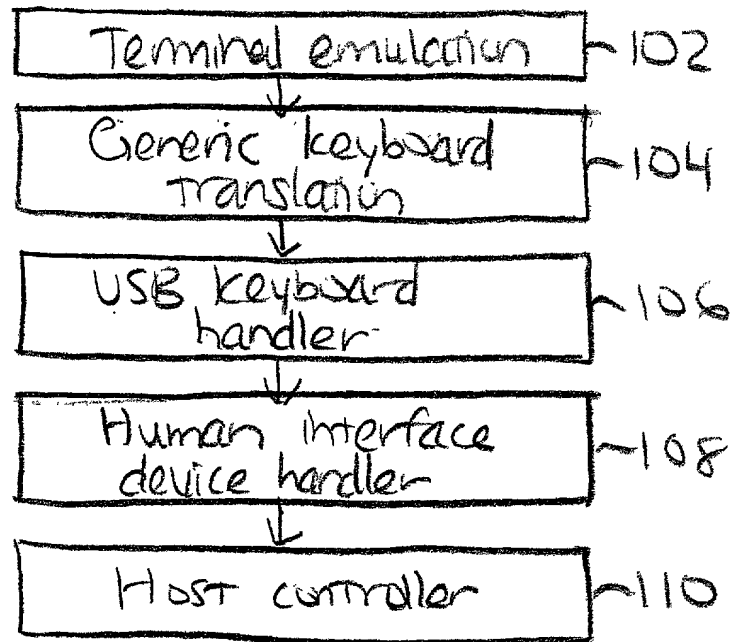 Terminal emulation 102
Generic keyboard 104
translation
USB keyboard 106
handler
Human interface 108
device handler
Host controller 110